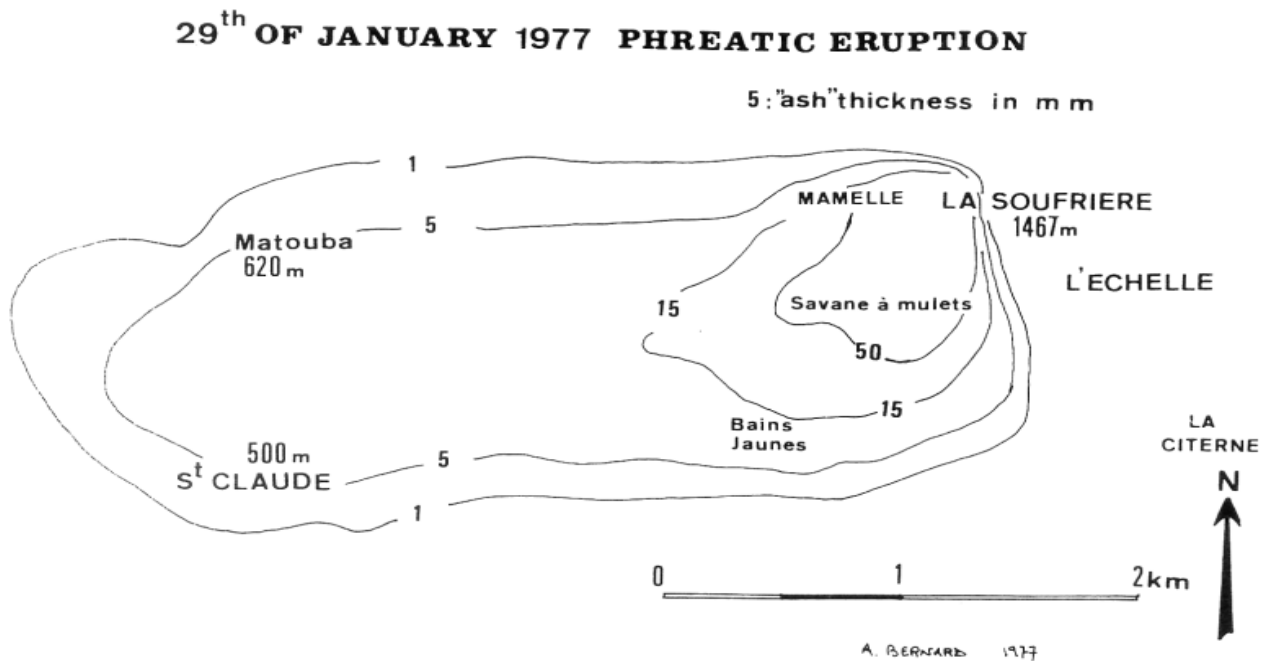 29th OF JANUARY 1977 PHREATIC ERUPTION
5 : "ash" thickness in mm
1
MAMELLE
LA SOUFRIERE
1467m
5
Matouba
620 m
L'ECHELLE
15
Savane à mulets
50
15
Bains
Jaunes
LA
CITERNE
500 m
St CLAUDE
5
1
N
0 1 2 km
A. BERNARD 1977